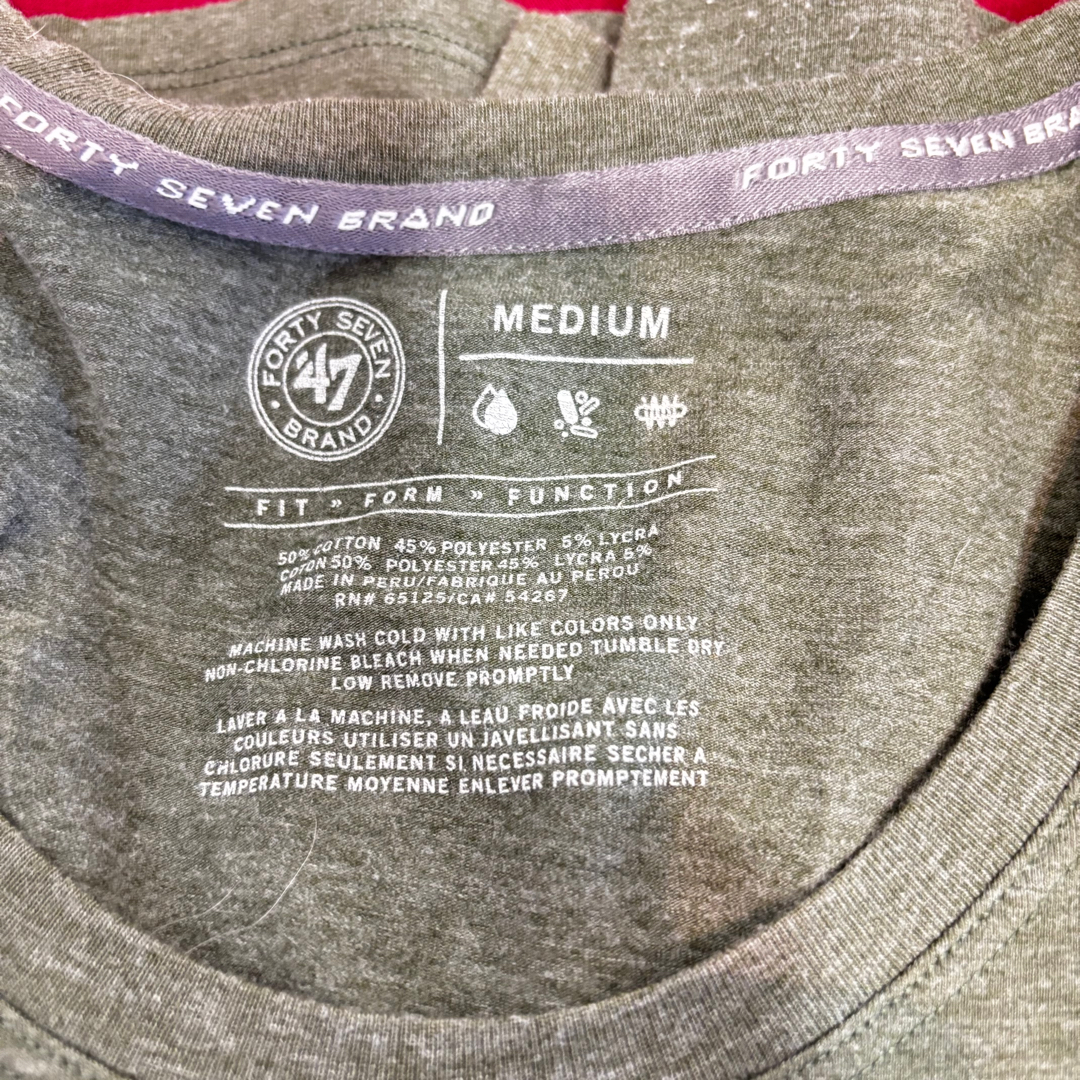 FORTY SEVEN BRAND
FORTY SEVEN BRA
FORTY SEVEN
'47
BRAND
MEDIUM
FIT » FORM » FUNCTION
50% COTTON 45% POLYESTER 5% LYCRA
COTON 50% POLYESTER 45% LYCRA 5%
MADE IN PERU/FABRIQUE AU PEROU
RN# 65125/CA# 54267
MACHINE WASH COLD WITH LIKE COLORS ONLY
NON-CHLORINE BLEACH WHEN NEEDED TUMBLE DRY
LOW REMOVE PROMPTLY
LAVER A LA MACHINE, A LEAU FROIDE AVEC LES
COULEURS UTILISER UN JAVELLISANT SANS
CHLORURE SEULEMENT SI NECESSAIRE SECHER A
TEMPERATURE MOYENNE ENLEVER PROMPTEMENT